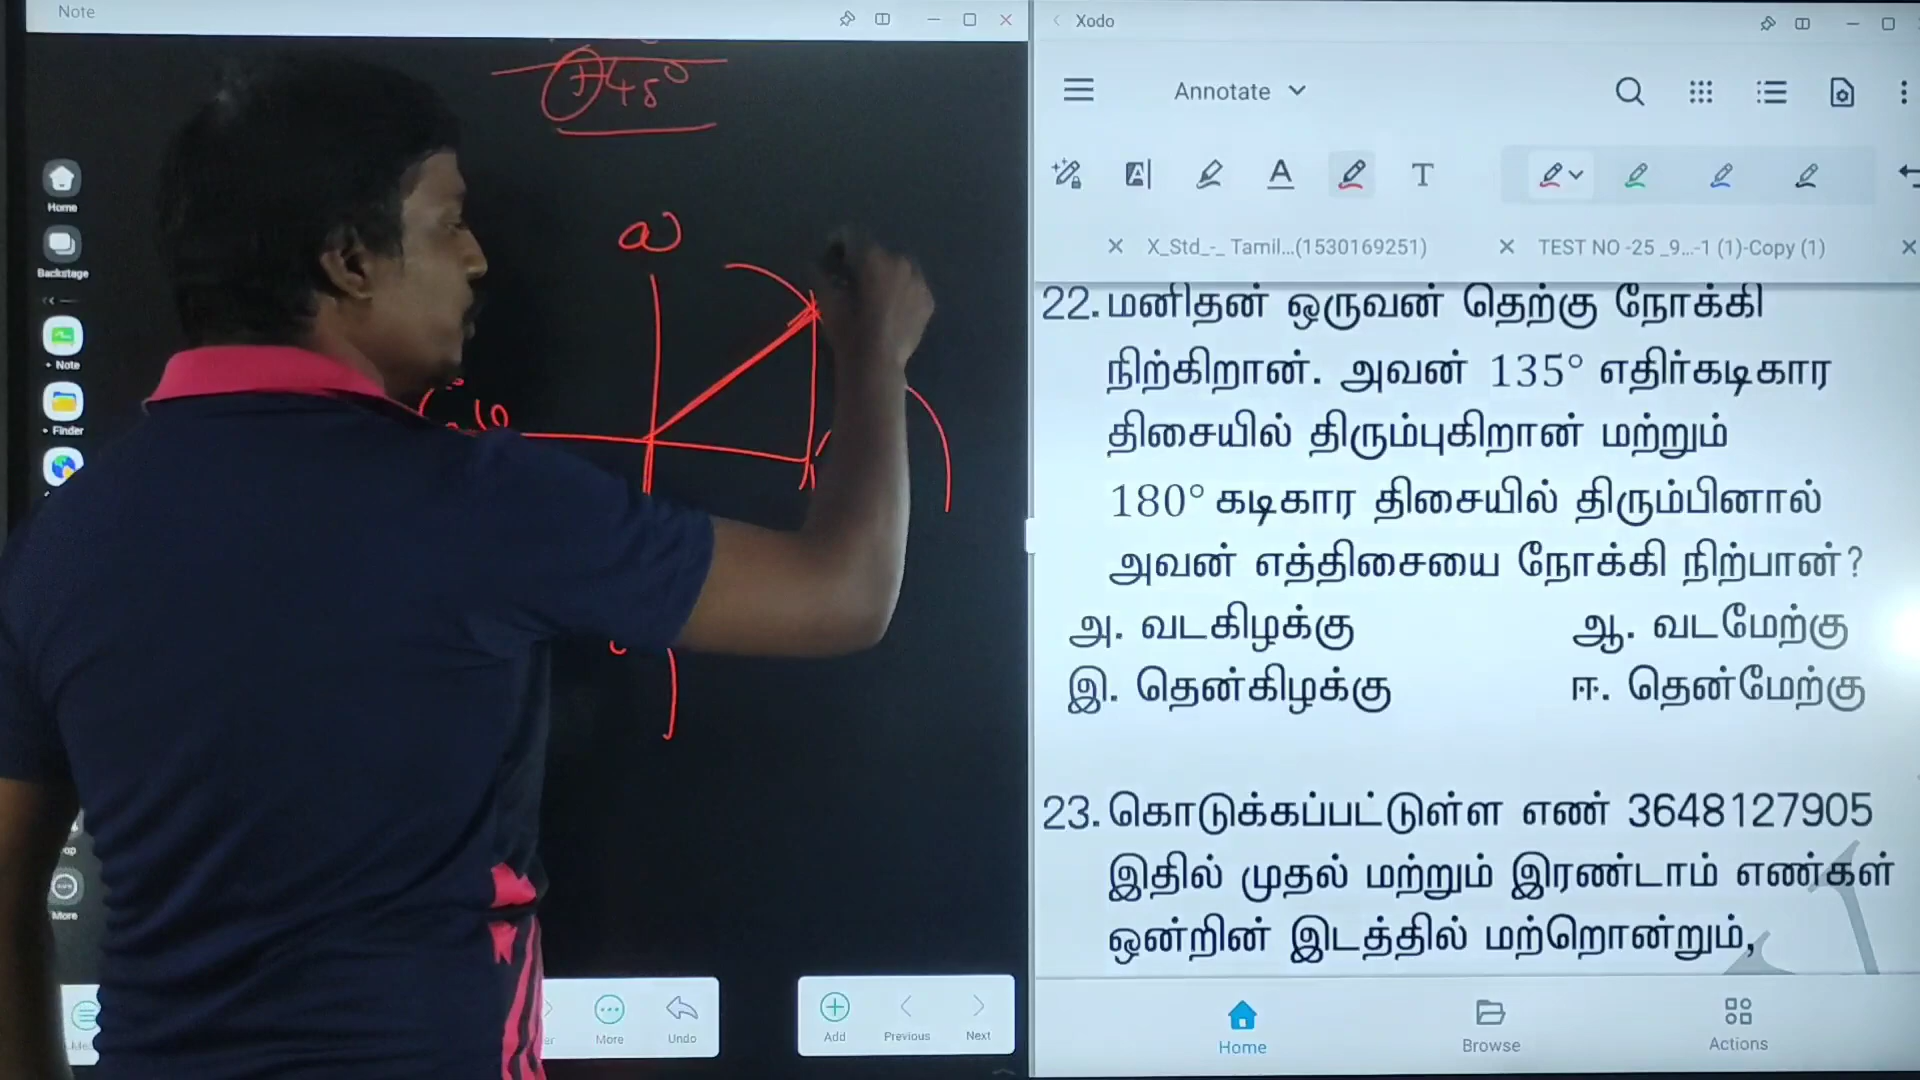 Note
Xodo
Annotate
X_Std_-_ Tamil...(1530169251)
TEST NO -25 _9...-1 (1)-Copy (1)
+45°
வ
மே
Home
Backstage
Note
Finder
More
22. மனிதன் ஒருவன் தெற்கு நோக்கி
நிற்கிறான். அவன் 135° எதிர்கடிகார
திசையில் திரும்புகிறான் மற்றும்
180° கடிகார திசையில் திரும்பினால்
அவன் எத்திசையை நோக்கி நிற்பான்?
அ. வடகிழக்கு ஆ. வடமேற்கு
இ. தென்கிழக்கு ஈ. தென்மேற்கு
23. கொடுக்கப்பட்டுள்ள எண் 3648127905
இதில் முதல் மற்றும் இரண்டாம் எண்கள்
ஒன்றின் இடத்தில் மற்றொன்றும்,
More Undo Add Previous Next
Home Browse Actions